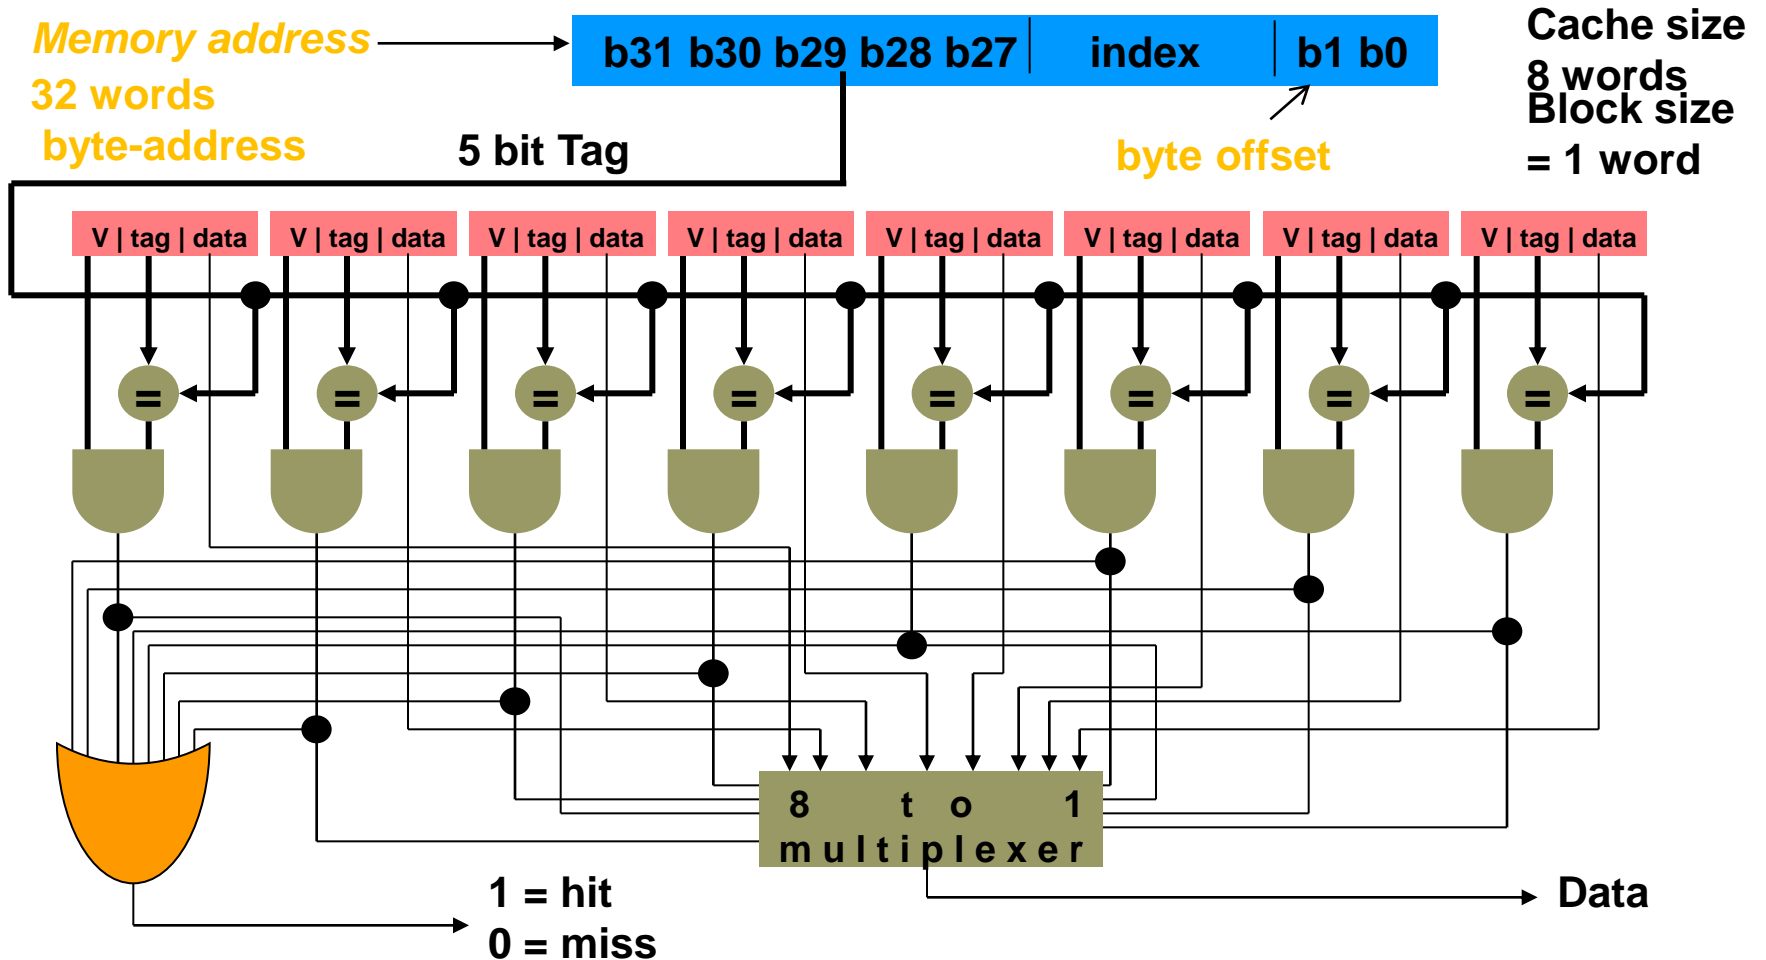 Memory address
32 words
byte-address
b31 b30 b29 b28 b27 | index | b1 b0
Cache size
8 words
Block size
= 1 word
5 bit Tag
byte offset
V | tag | data
V | tag | data
V | tag | data
V | tag | data
V | tag | data
V | tag | data
V | tag | data
V | tag | data
= = = = = = = =
8 to 1
multiplexer
1 = hit
0 = miss
Data